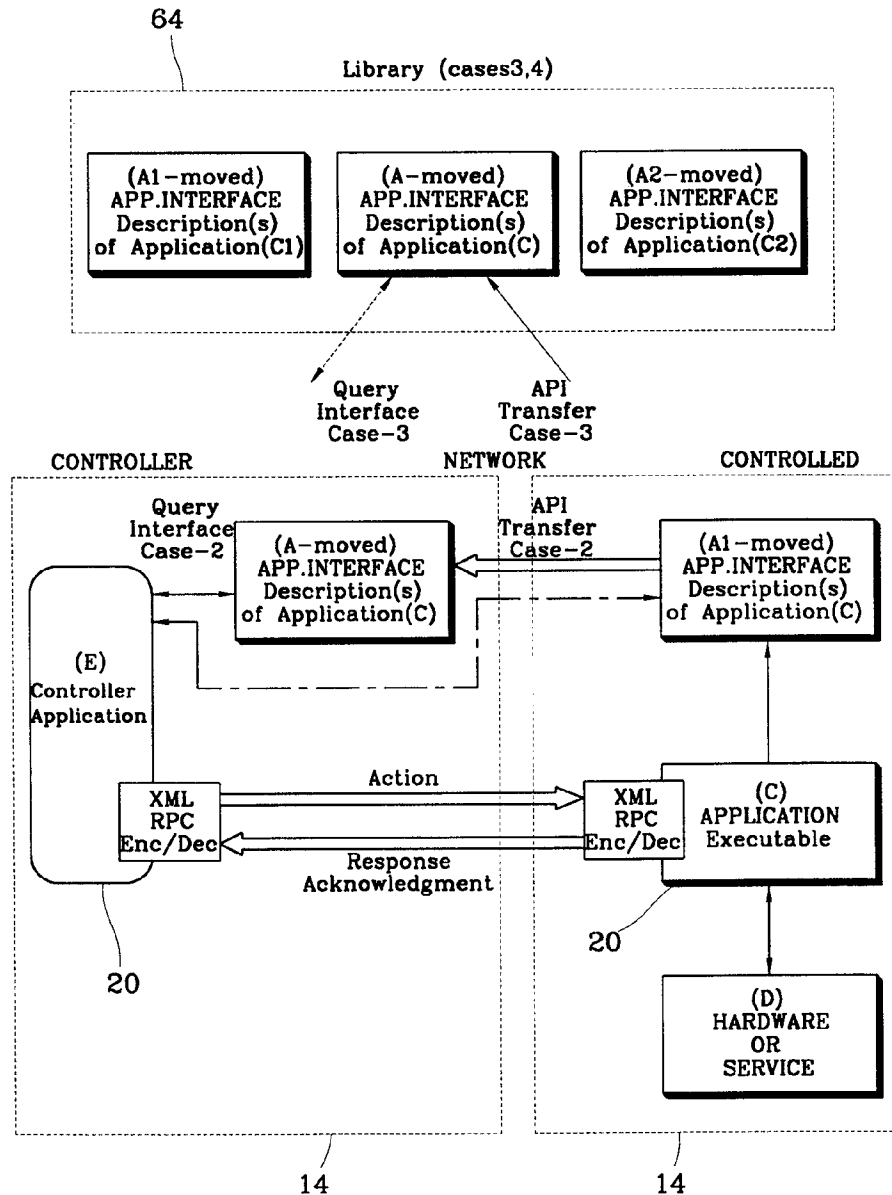 64
Library (cases3,4)
(A1-moved)
APP.INTERFACE
Description(s)
of Application(C1)
(A-moved)
APP.INTERFACE
Description(s)
of Application(C)
(A2-moved)
APP.INTERFACE
Description(s)
of Application(C2)
Query
Interface
Case-3
API
Transfer
Case-3
CONTROLLER
NETWORK
CONTROLLED
Query
Interface
Case-2
(A-moved)
APP.INTERFACE
Description(s)
of Application(C)
API
Transfer
Case-2
(A1-moved)
APP.INTERFACE
Description(s)
of Application(C)
(E)
Controller
Application
XML
RPC
Enc/Dec
Action
Response
Acknowledgment
XML
RPC
Enc/Dec
(C)
APPLICATION
Executable
20
20
(D)
HARDWARE
OR
SERVICE
14
14